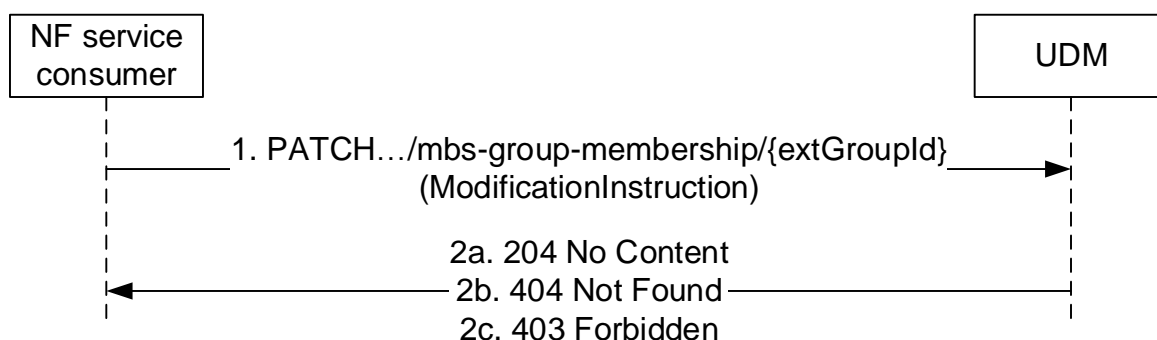 NF service
consumer
UDM
1. PATCH…/mbs-group-membership/{extGroupId}
(ModificationInstruction)
2a. 204 No Content
2b. 404 Not Found
2c. 403 Forbidden